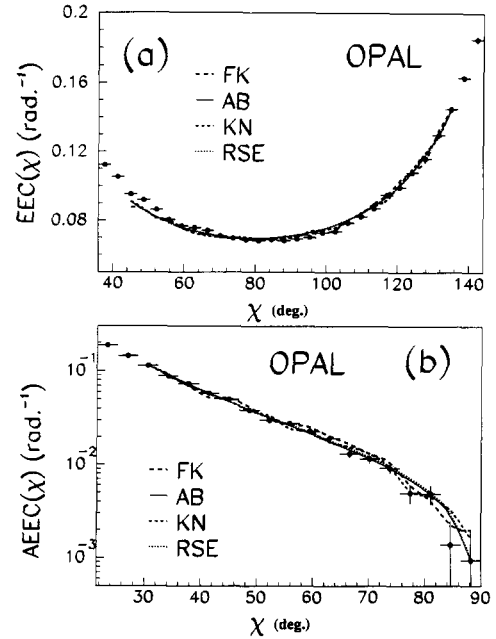 0.2
(a)
OPAL
0.16
FK
AB
KN
RSE
0.12
0.08
EEC(χ) (rad.⁻¹)
40 60 80 100 120 140
χ (deg.)
OPAL (b)
10⁻¹
10⁻²
10⁻³
AEEC(χ) (rad.⁻¹)
FK
AB
KN
RSE
30 40 50 60 70 80 90
χ (deg.)